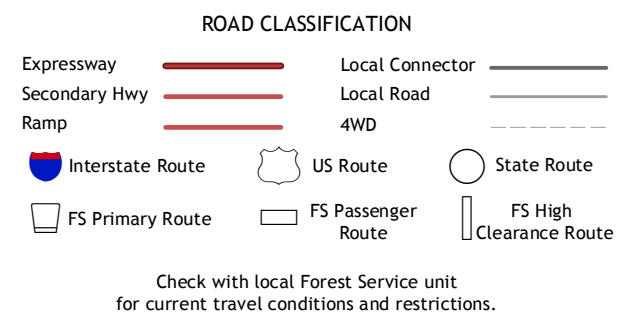 ROAD CLASSIFICATION
Expressway
Secondary Hwy
Ramp
Local Connector
Local Road
4WD
Interstate Route
US Route
State Route
FS Primary Route
FS Passenger
Route
FS High
Clearance Route
Check with local Forest Service unit
for current travel conditions and restrictions.